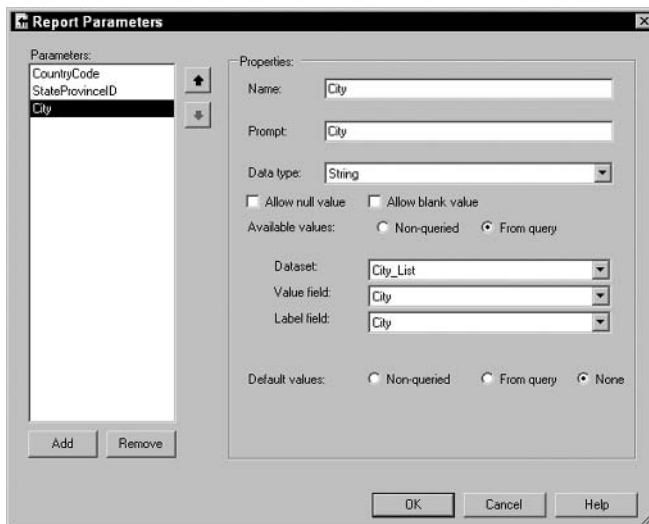 Report Parameters
Parameters:
CountryCode
StateProvinceID
City
Add
Remove
Properties:
Name:
City
Prompt:
City
Data type:
String
Allow null value
Allow blank value
Available values:
Non-queried
From query
Dataset:
City_List
Value field:
City
Label field:
City
Default values:
Non-queried
From query
None
OK
Cancel
Help